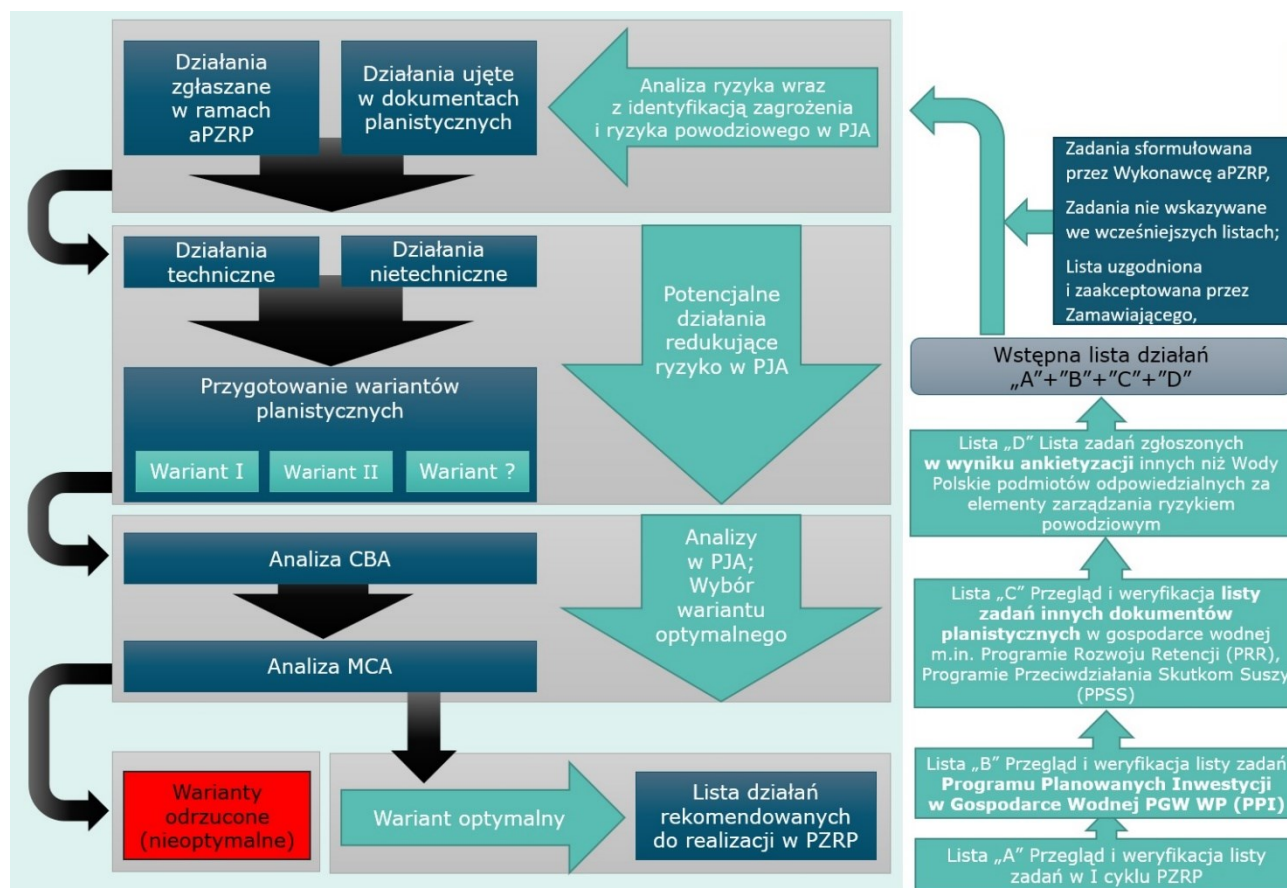 Działania
zgłaszane
w ramach
aPZRP
Działania ujęte
w dokumentach
planistycznych
Analiza ryzyka wraz
z identyfikacją zagrożenia
i ryzyka powodziowego w PJA
Działania
techniczne
Działania
nietechniczne
Potencjalne
działania
redukujące
ryzyko w PJA
Przygotowanie wariantów
planistycznych
Wariant I
Wariant II
Wariant ?
Analiza CBA
Analiza MCA
Analizy
w PJA;
Wybór
wariantu
optymalnego
Warianty
odrzucone
(nieoptymalne)
Wariant optymalny
Lista działań
rekomendowanych
do realizacji w PZRP
Zadania sformułowana
przez Wykonawcę aPZRP,
Zadania nie wskazywane
we wcześniejszych listach;
Lista uzgodniona
i zaakceptowana przez
Zamawiającego,
Wstępna lista działań
„A”+”B”+”C”+”D”
Lista „D” Lista zadań zgłoszonych
w wyniku ankietyzacji innych niż Wody
Polskie podmiotów odpowiedzialnych za
elementy zarządzania ryzykiem
powodziowym
Lista „C” Przegląd i weryfikacja listy
zadań innych dokumentów
planistycznych w gospodarce wodnej
m.in. Programie Rozwoju Retencji (PRR),
Programie Przeciwdziałania Skutkom Suszy
(PPSS)
Lista „B” Przegląd i weryfikacja listy zadań
Programu Planowanych Inwestycji
w Gospodarce Wodnej PGW WP (PPI)
Lista „A” Przegląd i weryfikacja listy
zadań w I cyklu PZRP